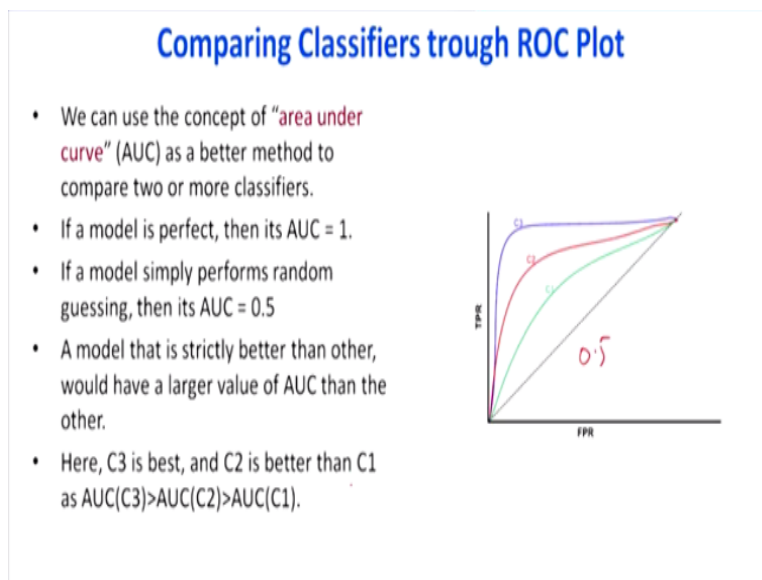 Comparing Classifiers trough ROC Plot
• We can use the concept of “area under
curve” (AUC) as a better method to
compare two or more classifiers.
• If a model is perfect, then its AUC = 1.
• If a model simply performs random
guessing, then its AUC = 0.5
• A model that is strictly better than other,
would have a larger value of AUC than the
other.
• Here, C3 is best, and C2 is better than C1
as AUC(C3)>AUC(C2)>AUC(C1).
C3
C2
C1
TPR
0.5
FPR